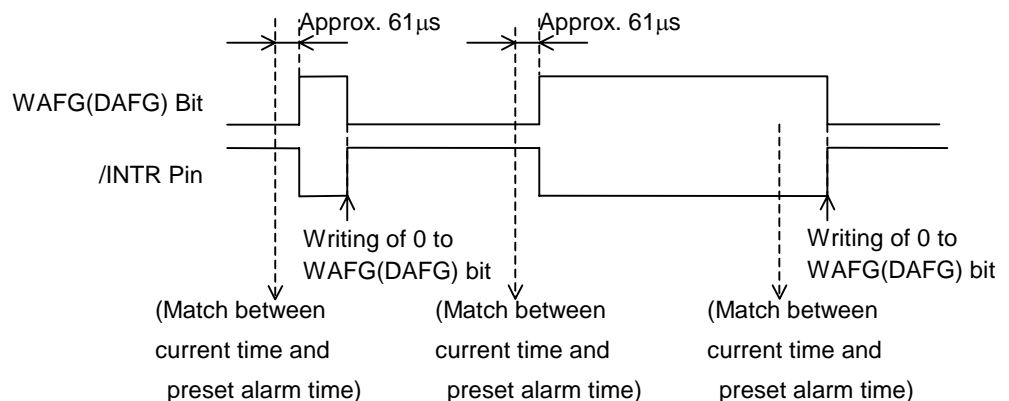 Approx. 61μs
Approx. 61μs
WAFG(DAFG) Bit
/INTR Pin
Writing of 0 to
WAFG(DAFG) bit
Writing of 0 to
WAFG(DAFG) bit
(Match between
current time and
preset alarm time)
(Match between
current time and
preset alarm time)
(Match between
current time and
preset alarm time)